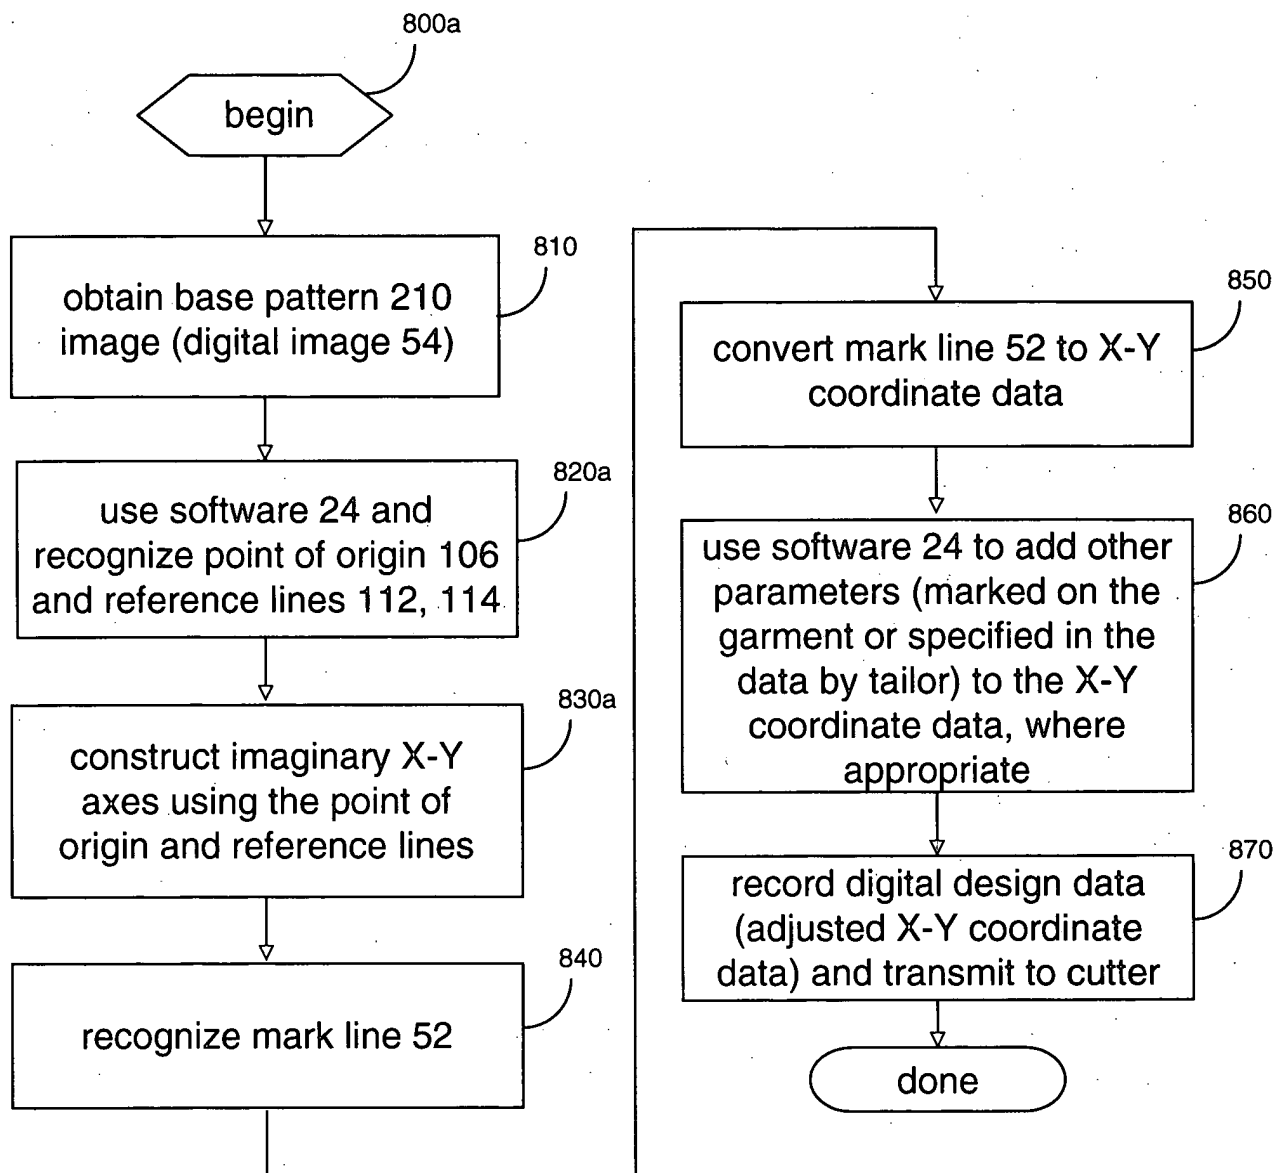 800a
begin
810
obtain base pattern 210
image (digital image 54)
820a
use software 24 and
recognize point of origin 106
and reference lines 112, 114
830a
construct imaginary X-Y
axes using the point of
origin and reference lines
840
recognize mark line 52
850
convert mark line 52 to X-Y
coordinate data
860
use software 24 to add other
parameters (marked on the
garment or specified in the
data by tailor) to the X-Y
coordinate data, where
appropriate
870
record digital design data
(adjusted X-Y coordinate
data) and transmit to cutter
done